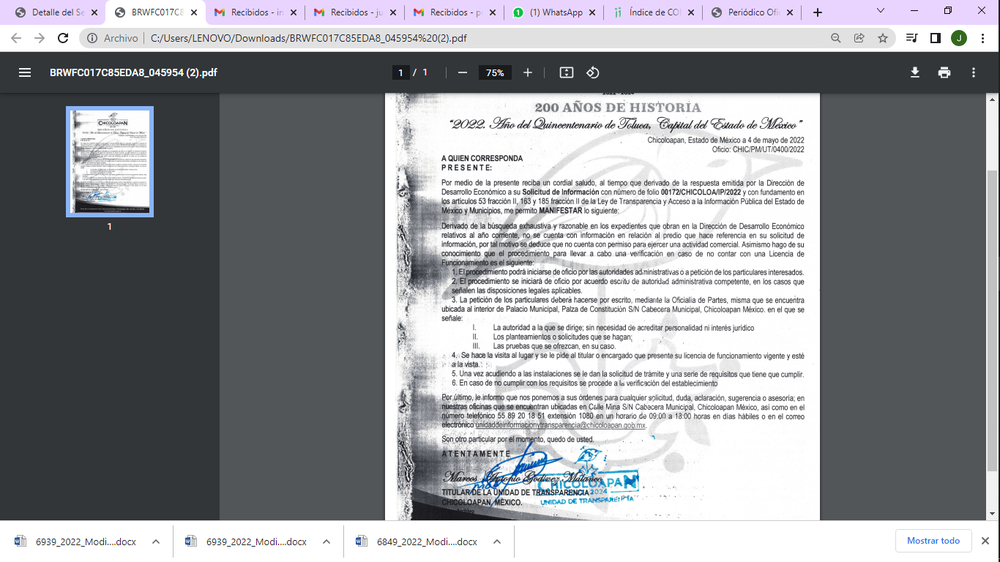 Detalle del Se
BRWFC017C8
Recibidos - in
Recibidos - ju
Recibidos - p
(1) WhatsApp
Índice de CO
Periódico Ofi
Archivo
C:/Users/LENOVO/Downloads/BRWFC017C85EDA8_045954%20(2).pdf
J
BRWFC017C85EDA8_045954 (2).pdf
1 / 1
75%
CHICOLOAPAN
1
2022 - 2024
200 AÑOS DE HISTORIA
"2022. Año del Quincentenario de Toluca. Capital del Estado de México"
Chicoloapan, Estado de México a 4 de mayo de 2022
Oficio: CHIC/PM/UT/0400/2022
A QUIEN CORRESPONDA
P R E S E N T E:
Por medio de la presente reciba un cordial saludo, al tiempo que derivado de la respuesta emitida por la Dirección de
Desarrollo Económico a su Solicitud de Información con número de folio 00172/CHICOLOA/IP/2022 y con fundamento en
los artículos 53 fracción II, 163 y 185 fracción II de la Ley de Transparencia y Acceso a la Información Pública del Estado de
México y Municipios, me permito MANIFESTAR lo siguiente:
Derivado de la búsqueda exhaustiva y razonable en los expedientes que obran en la Dirección de Desarrollo Económico
relativos al año corriente, no se cuenta con información en relación al predio que hace referencia en su solicitud de
información, por tal motivo se deduce que no cuenta con permiso para ejercer una actividad comercial. Asimismo hago de su
conocimiento que el procedimiento para llevar a cabo una verificación en caso de no contar con una Licencia de
Funcionamiento es el siguiente:
1. El procedimiento podrá iniciarse de oficio por las autoridades administrativas o a petición de los particulares interesados.
2. El procedimiento se iniciará de oficio por acuerdo escrito de autoridad administrativa competente, en los casos que
señalen las disposiciones legales aplicables.
3. La petición de los particulares deberá hacerse por escrito, mediante la Oficialía de Partes, misma que se encuentra
ubicada al interior de Palacio Municipal, Palza de Constitución S/N Cabecera Municipal, Chicoloapan México. en el que se
señale:
I. La autoridad a la que se dirige; sin necesidad de acreditar personalidad ni interés jurídico
II. Los planteamientos o solicitudes que se hagan;
III. Las pruebas que se ofrezcan, en su caso.
4. Se hace la visita al lugar y se le pide al titular o encargado que presente su licencia de funcionamiento vigente y esté
a la vista.
5. Una vez acudiendo a las instalaciones se le dan la solicitud de trámite y una serie de requisitos que tiene que cumplir.
6. En caso de no cumplir con los requisitos se procede a la verificación del establecimiento
Por último, le informo que nos ponemos a sus órdenes para cualquier solicitud, duda, aclaración, sugerencia o asesoría; en
nuestras oficinas que se encuentran ubicadas en Calle Mina S/N Cabecera Municipal, Chicoloapan México, así como en el
número telefónico 55 89 20 18 51 extensión 1080 en un horario de 09:00 a 18:00 horas en días hábiles o en el correo
electrónico unidaddeinformacionytransparencia@chicoloapan.gob.mx.
Son otro particular por el momento, quedo de usted.
A T E N T A M E N T E
Marcos Antonio Godinez Malanco
CHICOLOAPAN
TITULAR DE LA UNIDAD DE TRANSPARENCIA 2024
CHICOLOAPAN, MÉXICO. UNIDAD DE TRANSPARENCIA
Archivo
6939_2022_Modi....docx
6939_2022_Modi....docx
6849_2022_Modi....docx
Mostrar todo